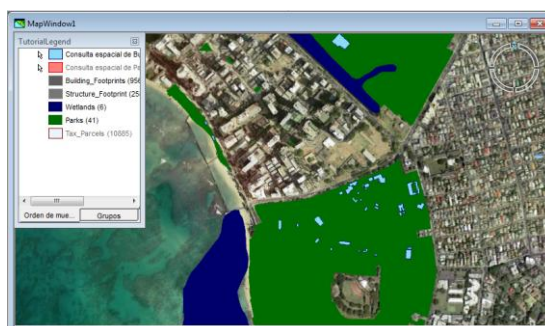 MapWindow1
TutorialLegend
Consulta espacial de Bu
Consulta espacial de Pa
Building_Footprints (956
Structure_Footprint (25
Wetlands (6)
Parks (41)
Tax_Parcels (10885)
Orden de mue... Grupos